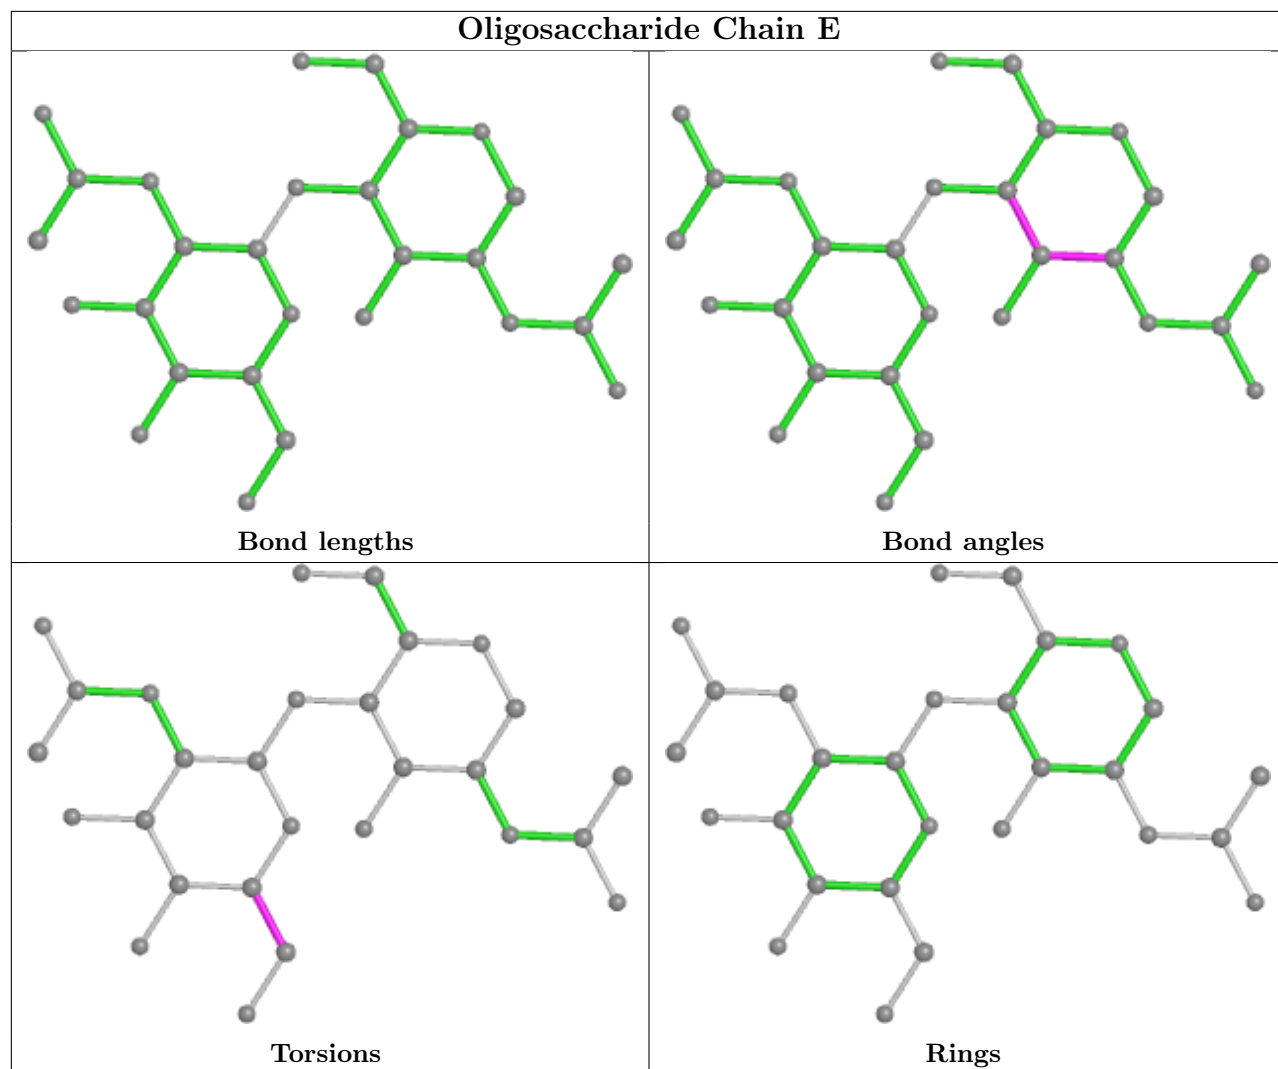 Oligosaccharide Chain E
Bond lengths
Bond angles
Torsions
Rings